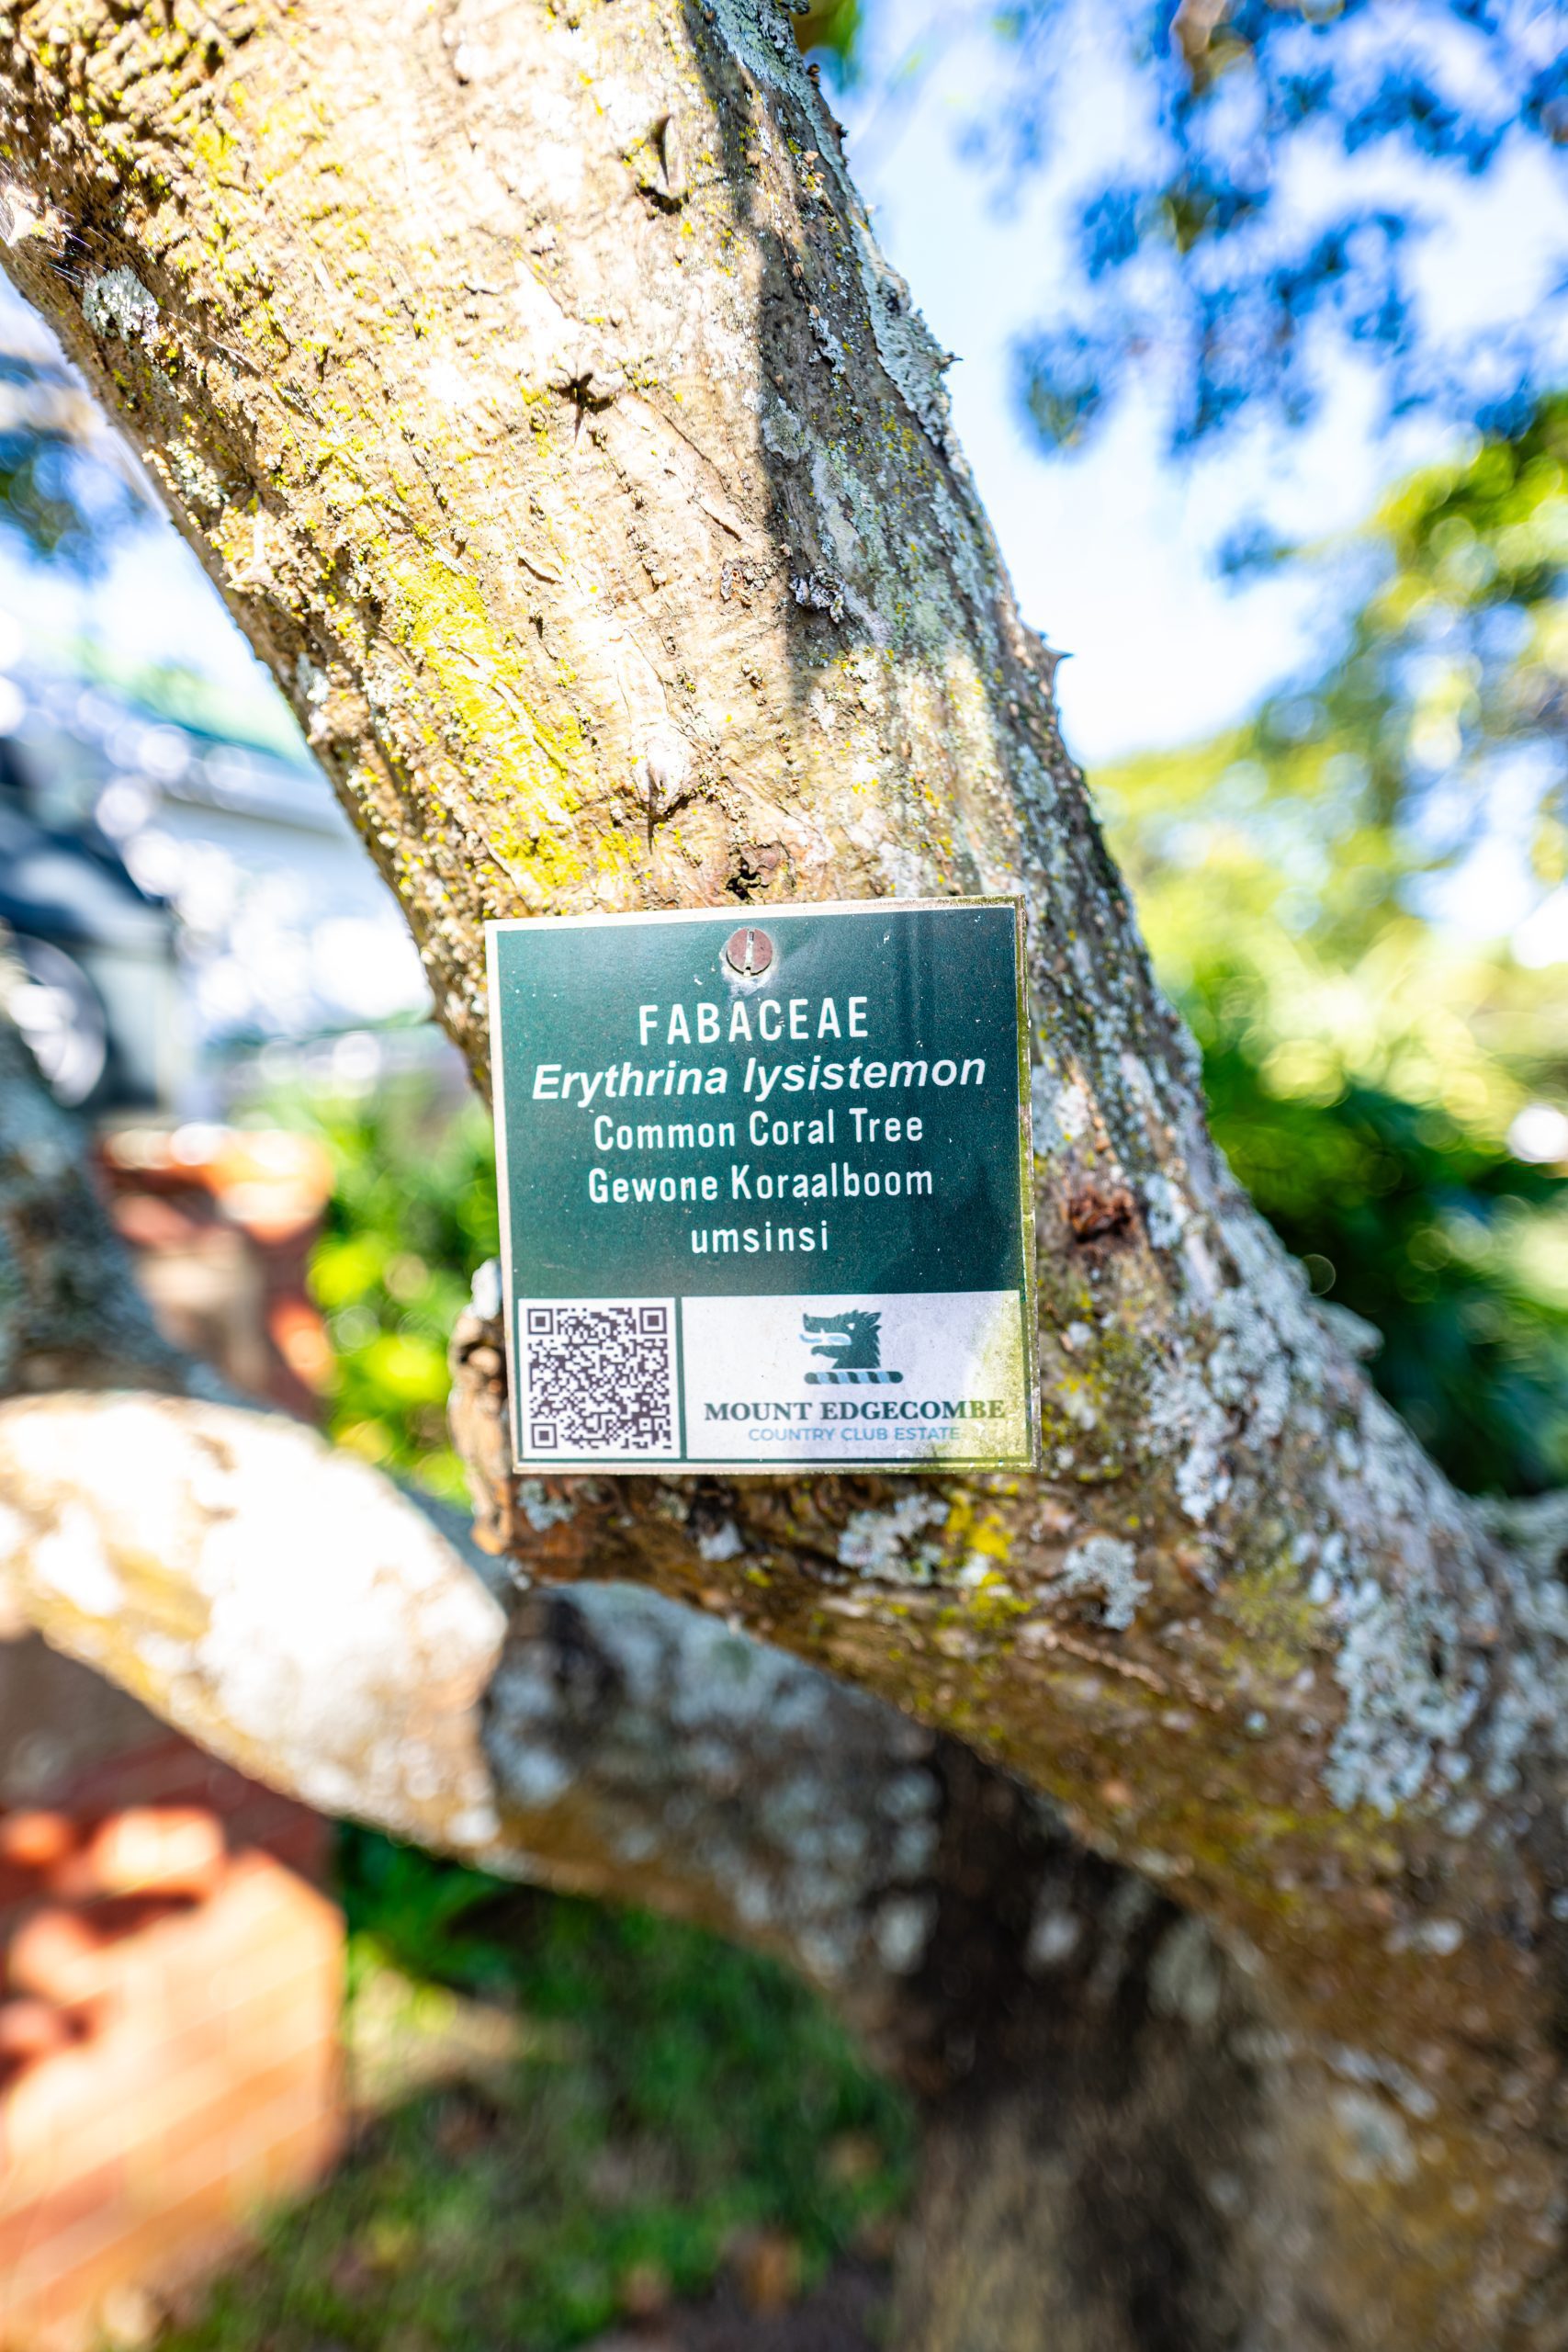 FABACEAE
Erythrina lysistemon
Common Coral Tree
Gewone Koraalboom
umsinsi
MOUNT EDGECOMBE
COUNTRY CLUB ESTATE